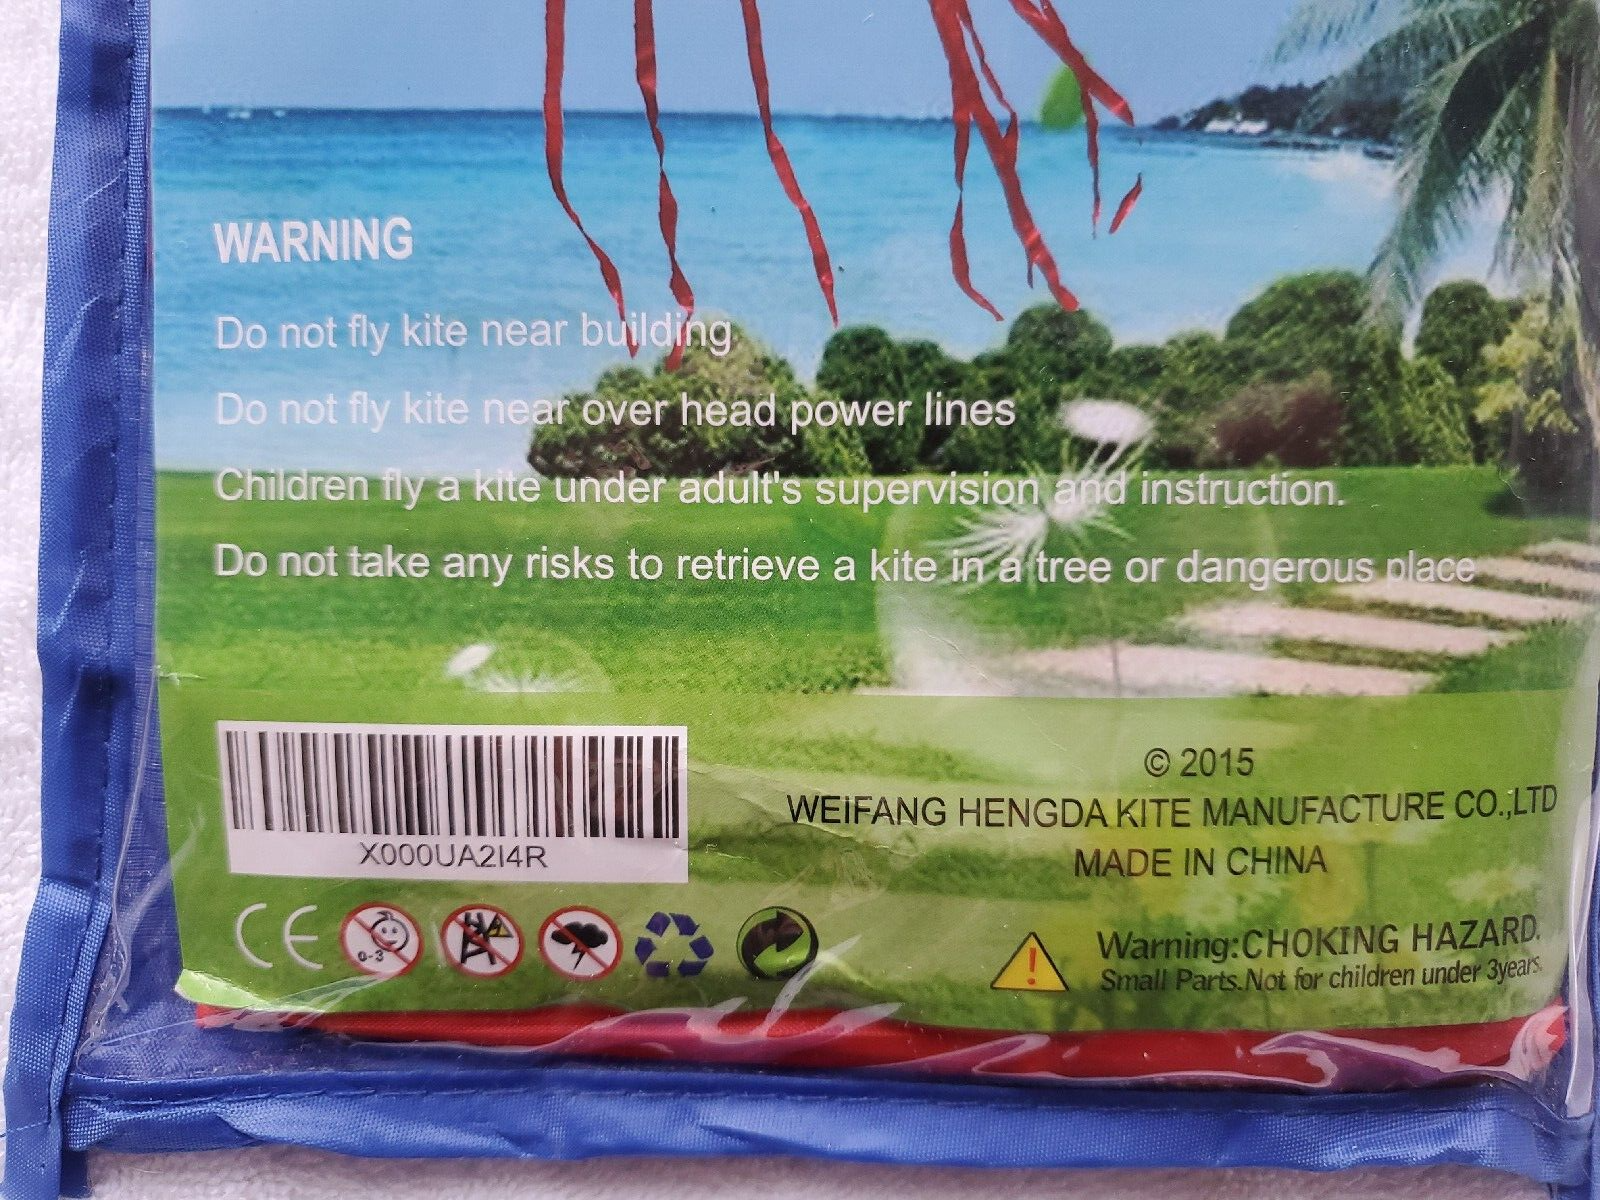 WARNING
Do not fly kite near building
Do not fly kite near over head power lines
Children fly a kite under adult's supervision and instruction.
Do not take any risks to retrieve a kite in a tree or dangerous place
X000UA2I4R
© 2015
WEIFANG HENGDA KITE MANUFACTURE CO.,LTD
MADE IN CHINA
CE
0-3
Warning:CHOKING HAZARD.
Small Parts.Not for children under 3years.